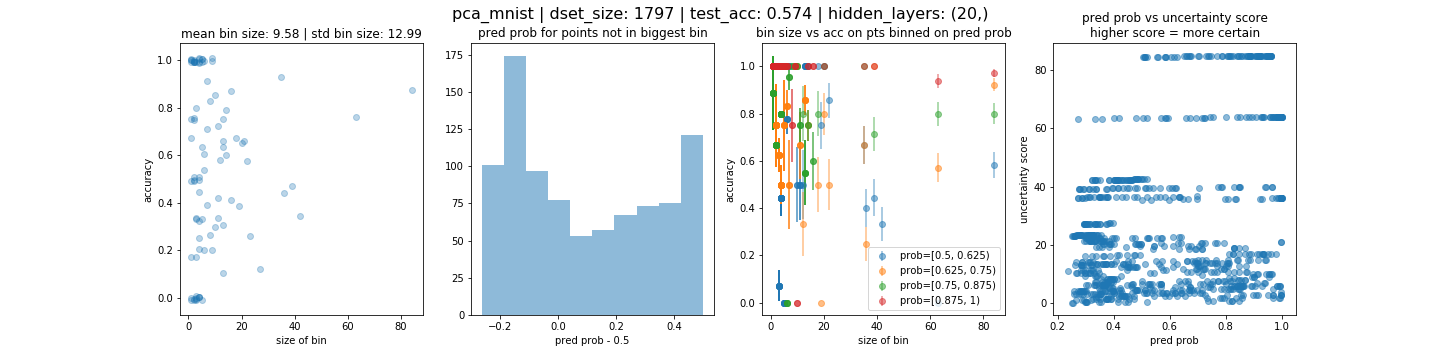 pca_mnist | dset_size: 1797 | test_acc: 0.574 | hidden_layers: (20,)
mean bin size: 9.58 | std bin size: 12.99
1.0
0.8
0.6
0.4
0.2
0.0
accuracy
0
20
40
60
80
size of bin
pred prob for points not in biggest bin
175
150
125
100
75
50
25
0
−0.2
0.0
0.2
0.4
pred prob - 0.5
bin size vs acc on pts binned on pred prob
1.0
0.8
0.6
0.4
0.2
0.0
accuracy
prob=[0.5, 0.625)
prob=[0.625, 0.75)
prob=[0.75, 0.875)
prob=[0.875, 1)
0
20
40
60
80
size of bin
pred prob vs uncertainty score
higher score = more certain
80
60
40
20
0
uncertainty score
0.2
0.4
0.6
0.8
1.0
pred prob